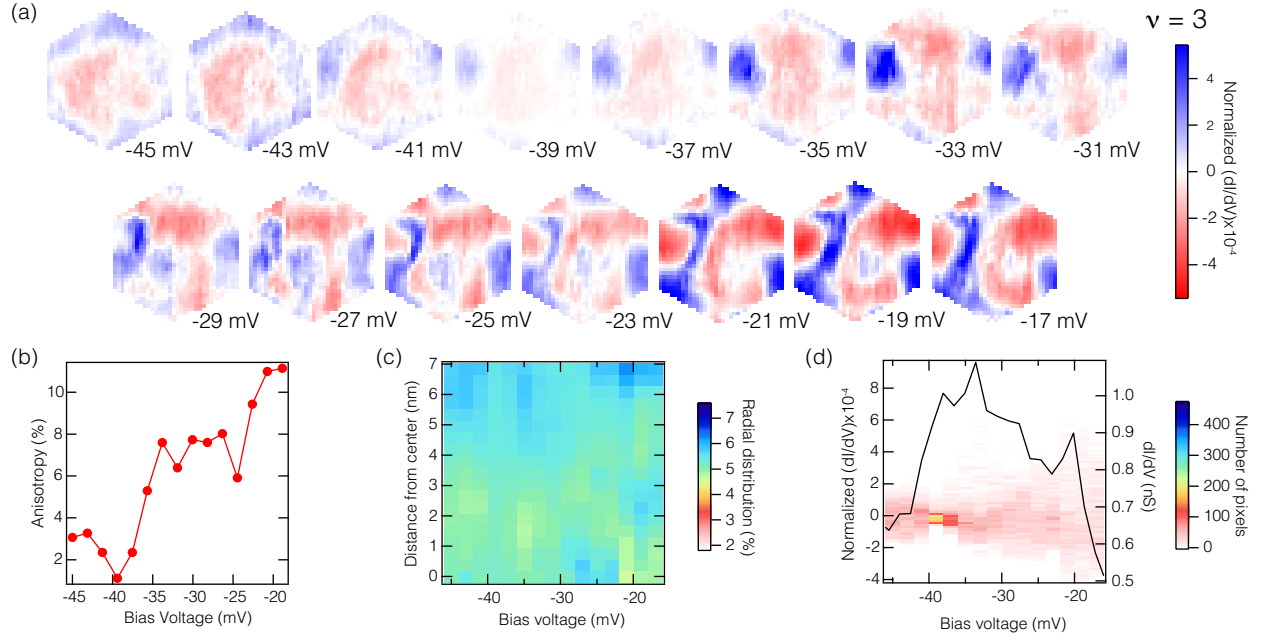 (a)
ν = 3
-45 mV
-43 mV
-41 mV
-39 mV
-37 mV
-35 mV
-33 mV
-31 mV
4
2
0
-2
-4
Normalized (dI/dV)x10⁻⁴
-29 mV
-27 mV
-25 mV
-23 mV
-21 mV
-19 mV
-17 mV
(b)
10
8
6
4
2
Anisotropy (%)
-45 -40 -35 -30 -25 -20
Bias Voltage (mV)
(c)
7
6
5
4
3
2
1
0
Distance from center (nm)
-40 -30 -20
Bias voltage (mV)
7
6
5
4
3
2
Radial distribution (%)
(d)
8
6
4
2
0
-2
-4
Normalized (dI/dV)x10⁻⁴
-40 -30 -20
Bias voltage (mV)
1.0
0.9
0.8
0.7
0.6
0.5
dI/dV (nS)
400
300
200
100
0
Number of pixels